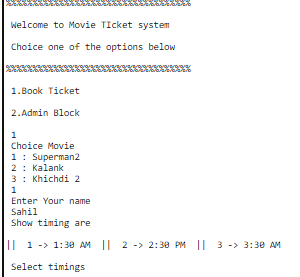 %%%%%%%%%%%%%%%%%%%%%%%%%%%%%%%%%%%%%
Welcome to Movie TIcket system
Choice one of the options below
%%%%%%%%%%%%%%%%%%%%%%%%%%%%%%%%%%%%%
1.Book Ticket
2.Admin Block
1
Choice Movie
1 : Superman2
2 : Kalank
3 : Khichdi 2
1
Enter Your name
Sahil
Show timing are
||  1 -> 1:30 AM  ||  2 -> 2:30 PM  ||  3 -> 3:30 AM
Select timings